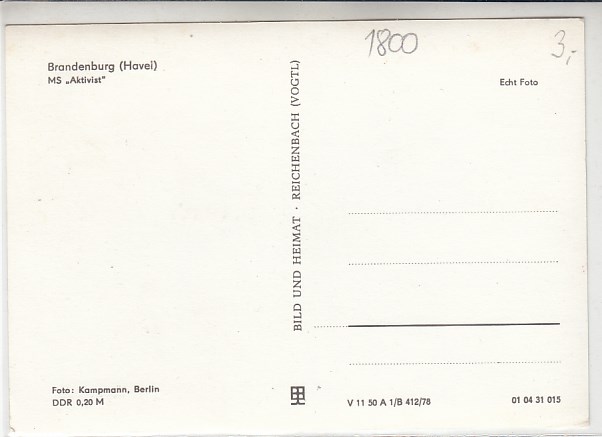 1800
3,-
Brandenburg (Havel)
MS „Aktivist"
Echt Foto
BILD UND HEIMAT · REICHENBACH (VOGTL)
Foto: Kampmann, Berlin
DDR 0,20 M
V 11 50 A 1/B 412/78
01 04 31 015